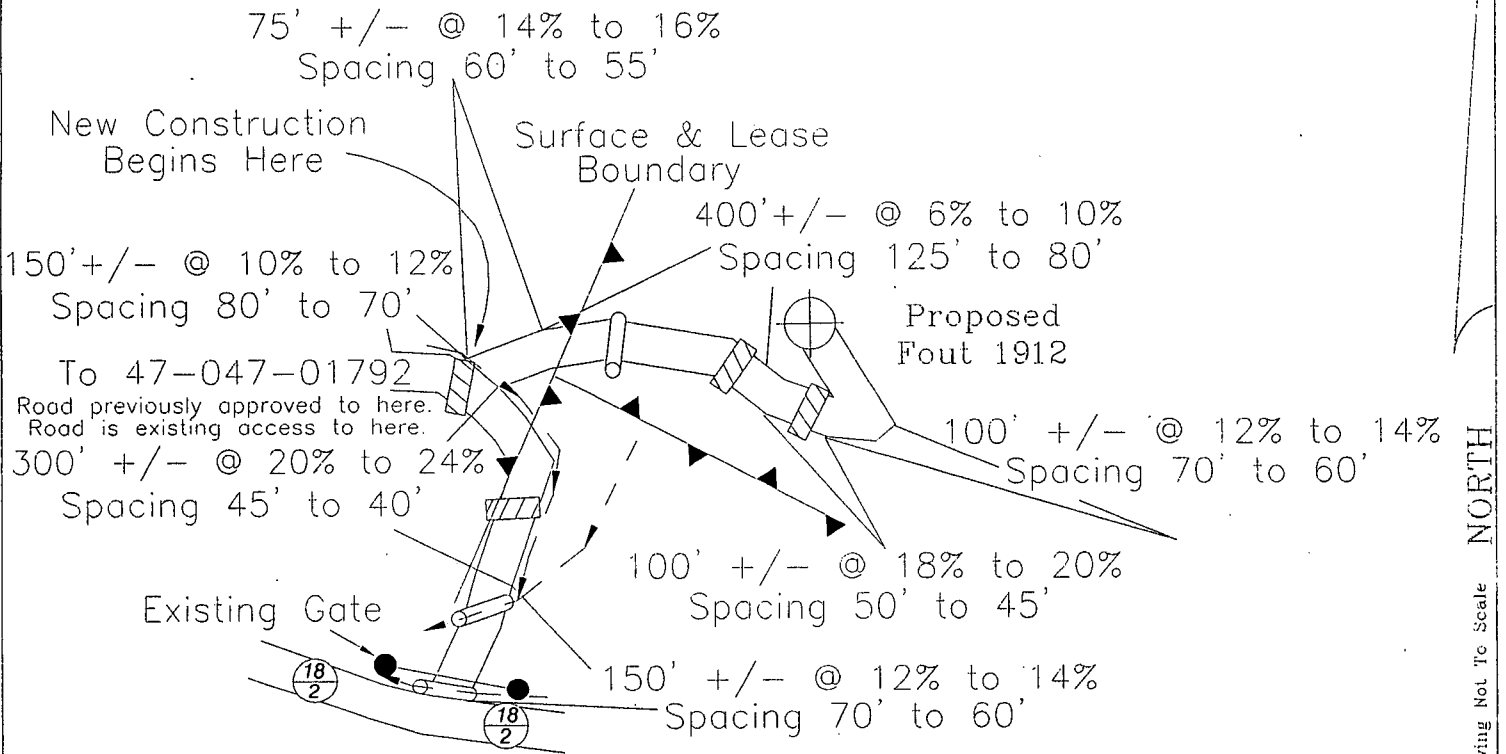 75' +/- @ 14% to 16%
Spacing 60' to 55'
New Construction
Begins Here
Surface & Lease
Boundary
400'+/- @ 6% to 10%
Spacing 125' to 80'
150'+/- @ 10% to 12%
Spacing 80' to 70'
Proposed
Fout 1912
To 47-047-01792
Road previously approved to here.
Road is existing access to here.
300' +/- @ 20% to 24%
Spacing 45' to 40'
100' +/- @ 12% to 14%
Spacing 70' to 60'
100' +/- @ 18% to 20%
Spacing 50' to 45'
Existing Gate
150' +/- @ 12% to 14%
Spacing 70' to 60'
18
2
18
2
NORTH
Not To Scale